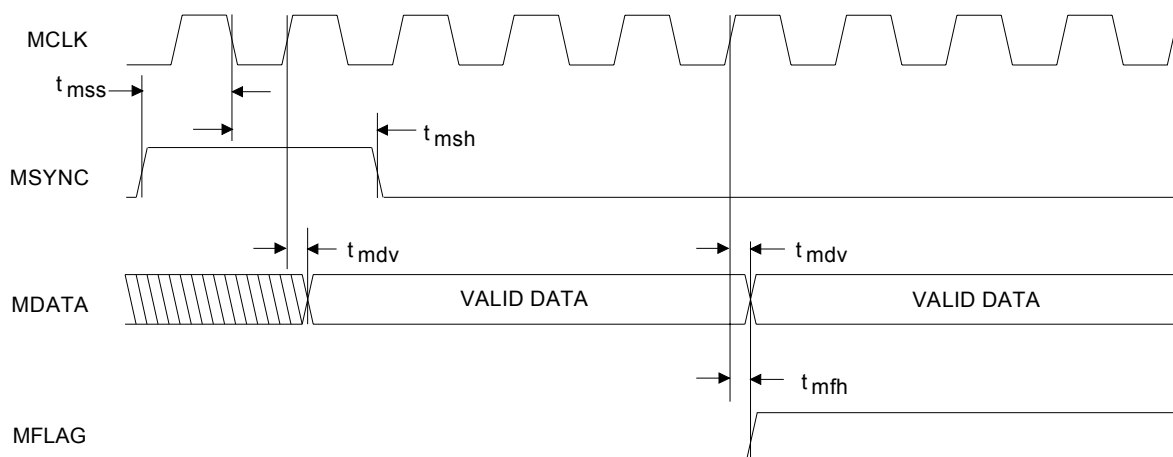 MCLK
t mss
t msh
MSYNC
t mdv
t mdv
MDATA
VALID DATA
VALID DATA
t mfh
MFLAG